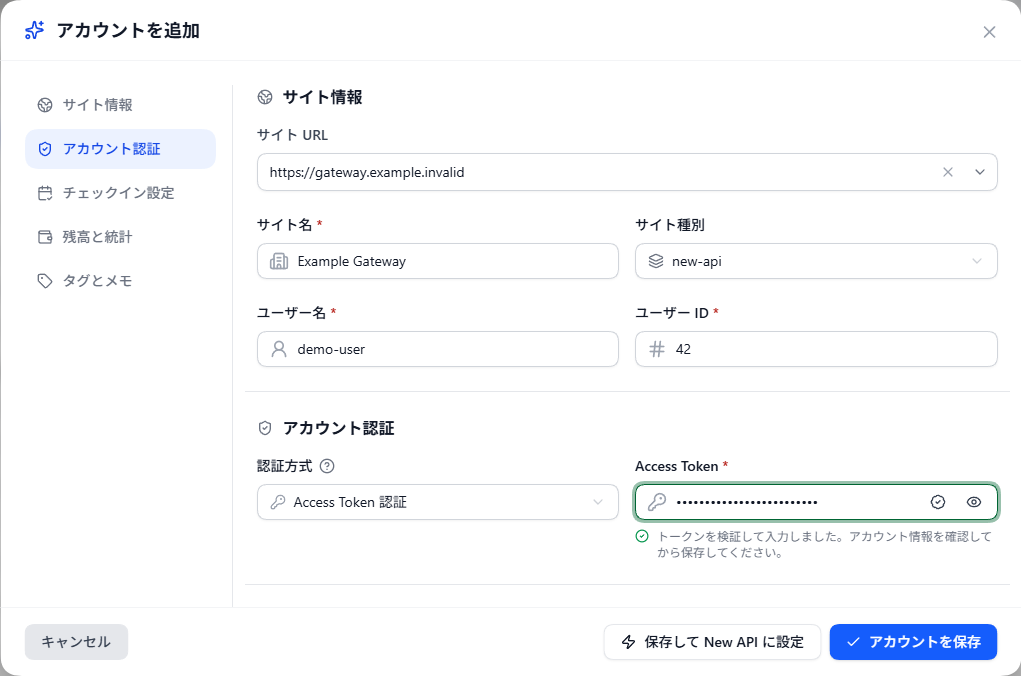 アカウントを追加
サイト情報
アカウント認証
チェックイン設定
残高と統計
タグとメモ
サイト情報
サイト URL
https://gateway.example.invalid
サイト名 *
サイト種別
Example Gateway
new-api
ユーザー名 *
ユーザー ID *
demo-user
42
アカウント認証
認証方式
Access Token *
Access Token 認証
•••••••••••••••••••••••••
トークンを検証して入力しました。アカウント情報を確認して
から保存してください。
キャンセル
保存して New API に設定
アカウントを保存